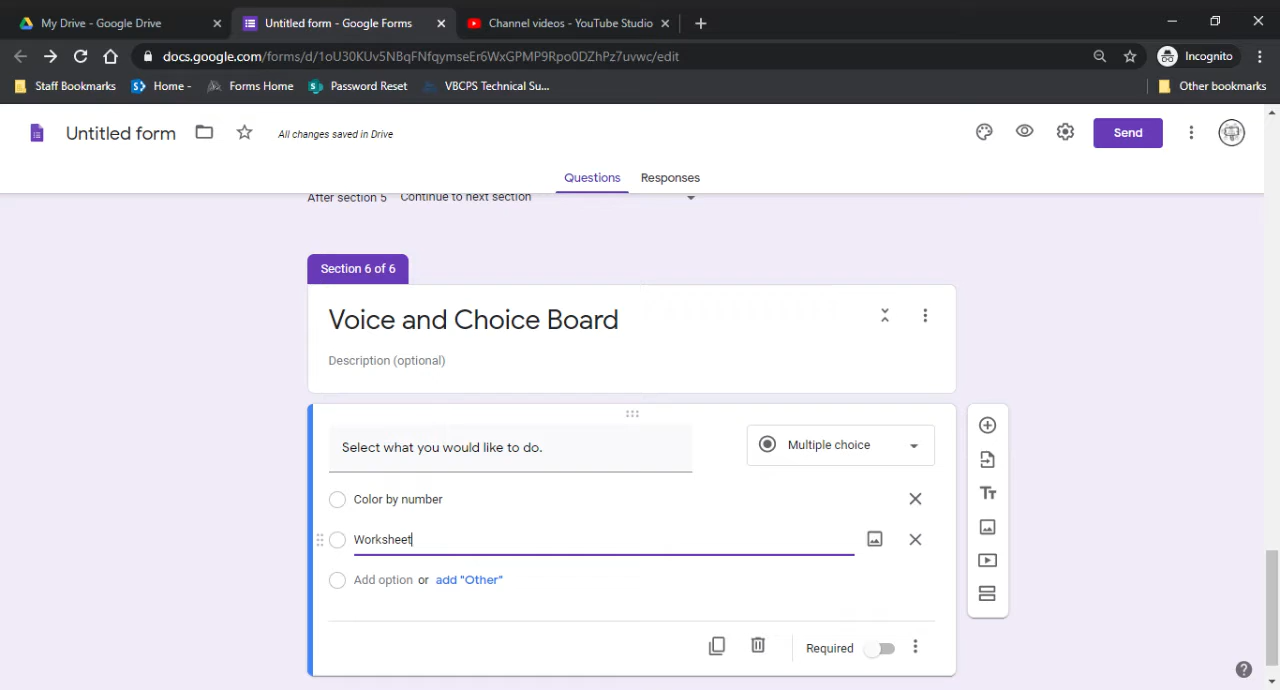 My Drive - Google Drive
Untitled form - Google Forms
Channel videos - YouTube Studio
docs.google.com/forms/d/1oU30KUv5NBqFNfqymseEr6WxGPMP9Rpo0DZhPz7uvwc/edit
Incognito
Staff Bookmarks
Home -
Forms Home
Password Reset
VBCPS Technical Su...
Other bookmarks
Untitled form
All changes saved in Drive
Send
Questions
Responses
After section 5 Continue to next section
Section 6 of 6
Voice and Choice Board
Description (optional)
Select what you would like to do.
Multiple choice
Color by number
Worksheet
Add option or add "Other"
Required